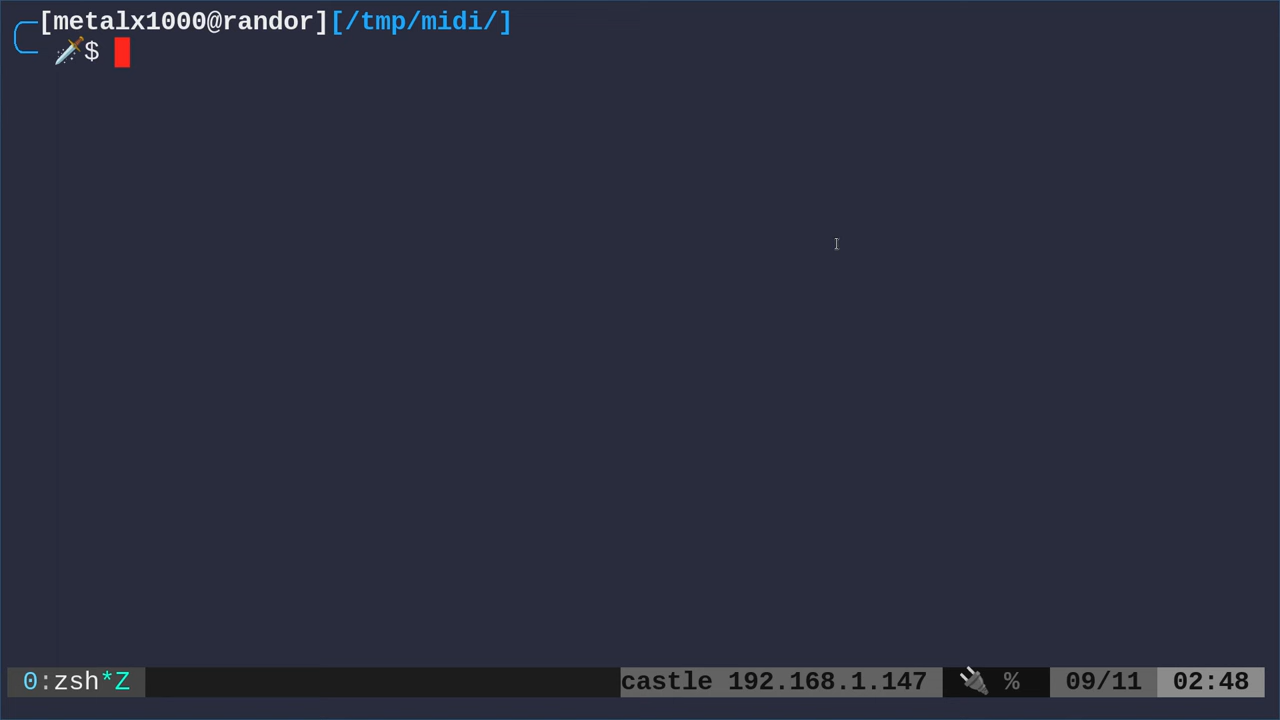 [metalx1000@randor][/tmp/midi/]
🗡️$
0:zsh*Z castle 192.168.1.147 🔌 % 09/11 02:48